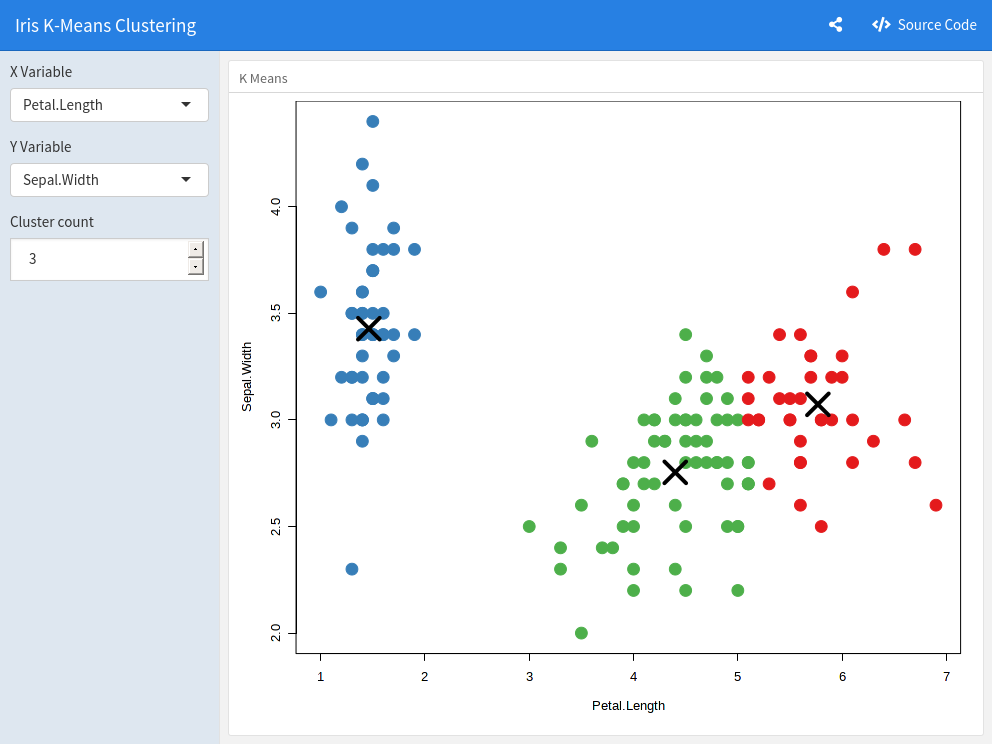 Iris K-Means Clustering
Source Code
X Variable
Petal.Length
Y Variable
Sepal.Width
Cluster count
3
K Means
4.0
3.5
3.0
2.5
2.0
Sepal.Width
1 2 3 4 5 6 7
Petal.Length